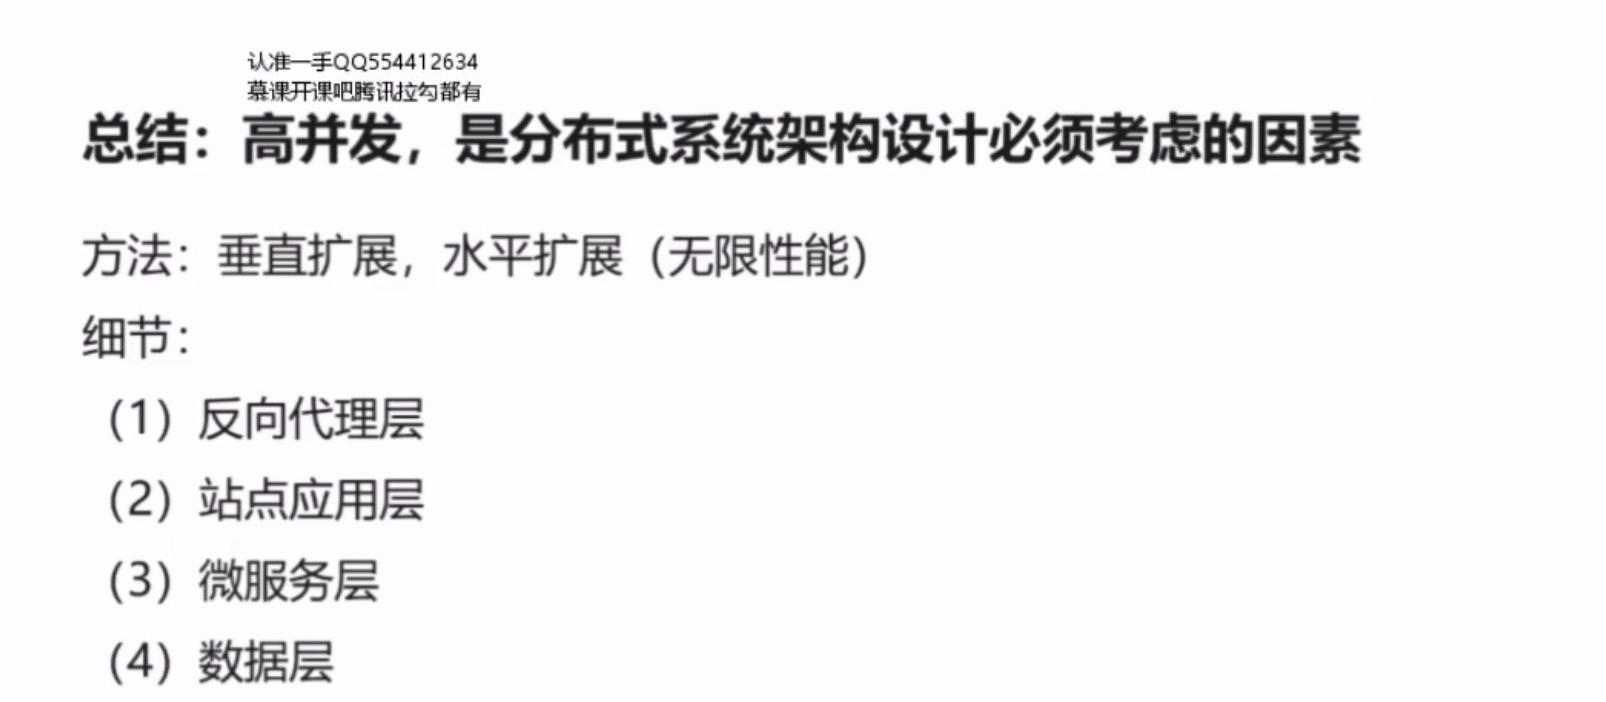 认准一手QQ554412634
慕课开课吧腾讯拉勾都有
总结：高并发，是分布式系统架构设计必须考虑的因素
方法：垂直扩展，水平扩展（无限性能）
细节：
（1）反向代理层
（2）站点应用层
（3）微服务层
（4）数据层